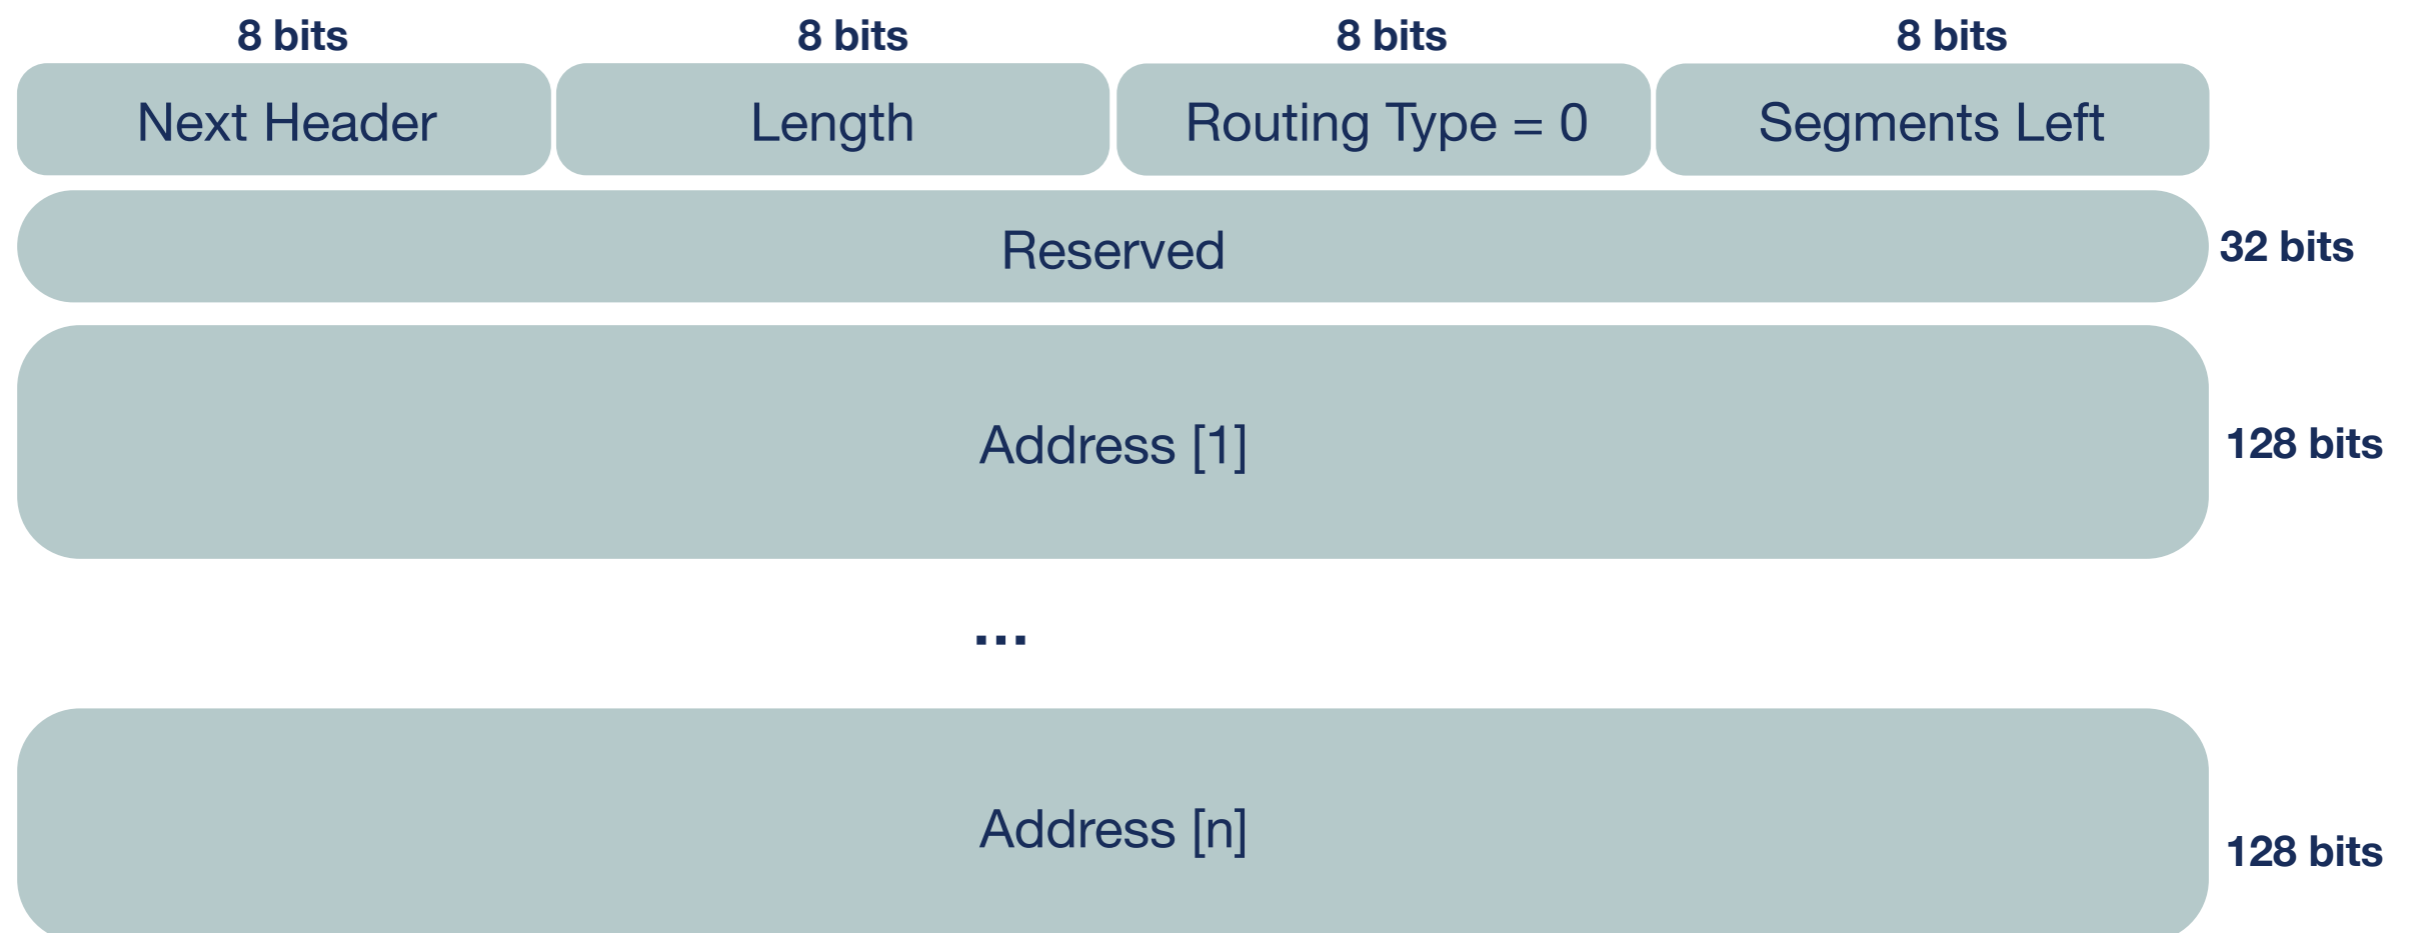 8 bits 8 bits 8 bits 8 bits
Next Header Length Routing Type = 0 Segments Left
Reserved 32 bits
Address [1] 128 bits
...
Address [n]
128 bits